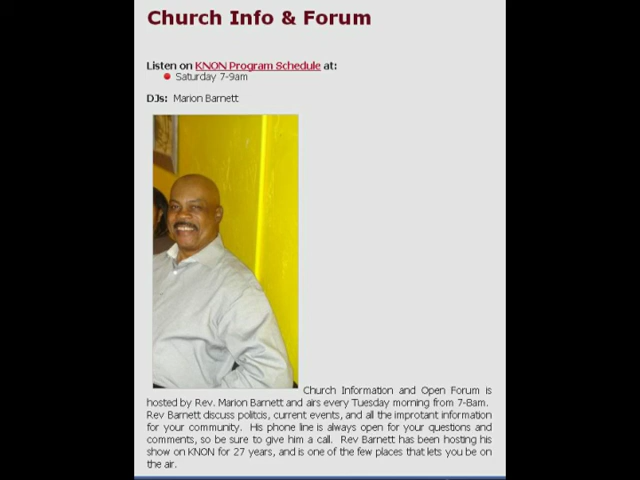 Church Info & Forum
Listen on KNON Program Schedule at:
Saturday 7-9am
DJs: Marion Barnett
Church Information and Open Forum is
hosted by Rev. Marion Barnett and airs every Tuesday morning from 7-8am.
Rev Barnett discuss politcis, current events, and all the improtant information
for your community. His phone line is always open for your questions and
comments, so be sure to give him a call. Rev Barnett has been hosting his
show on KNON for 27 years, and is one of the few places that lets you be on
the air.